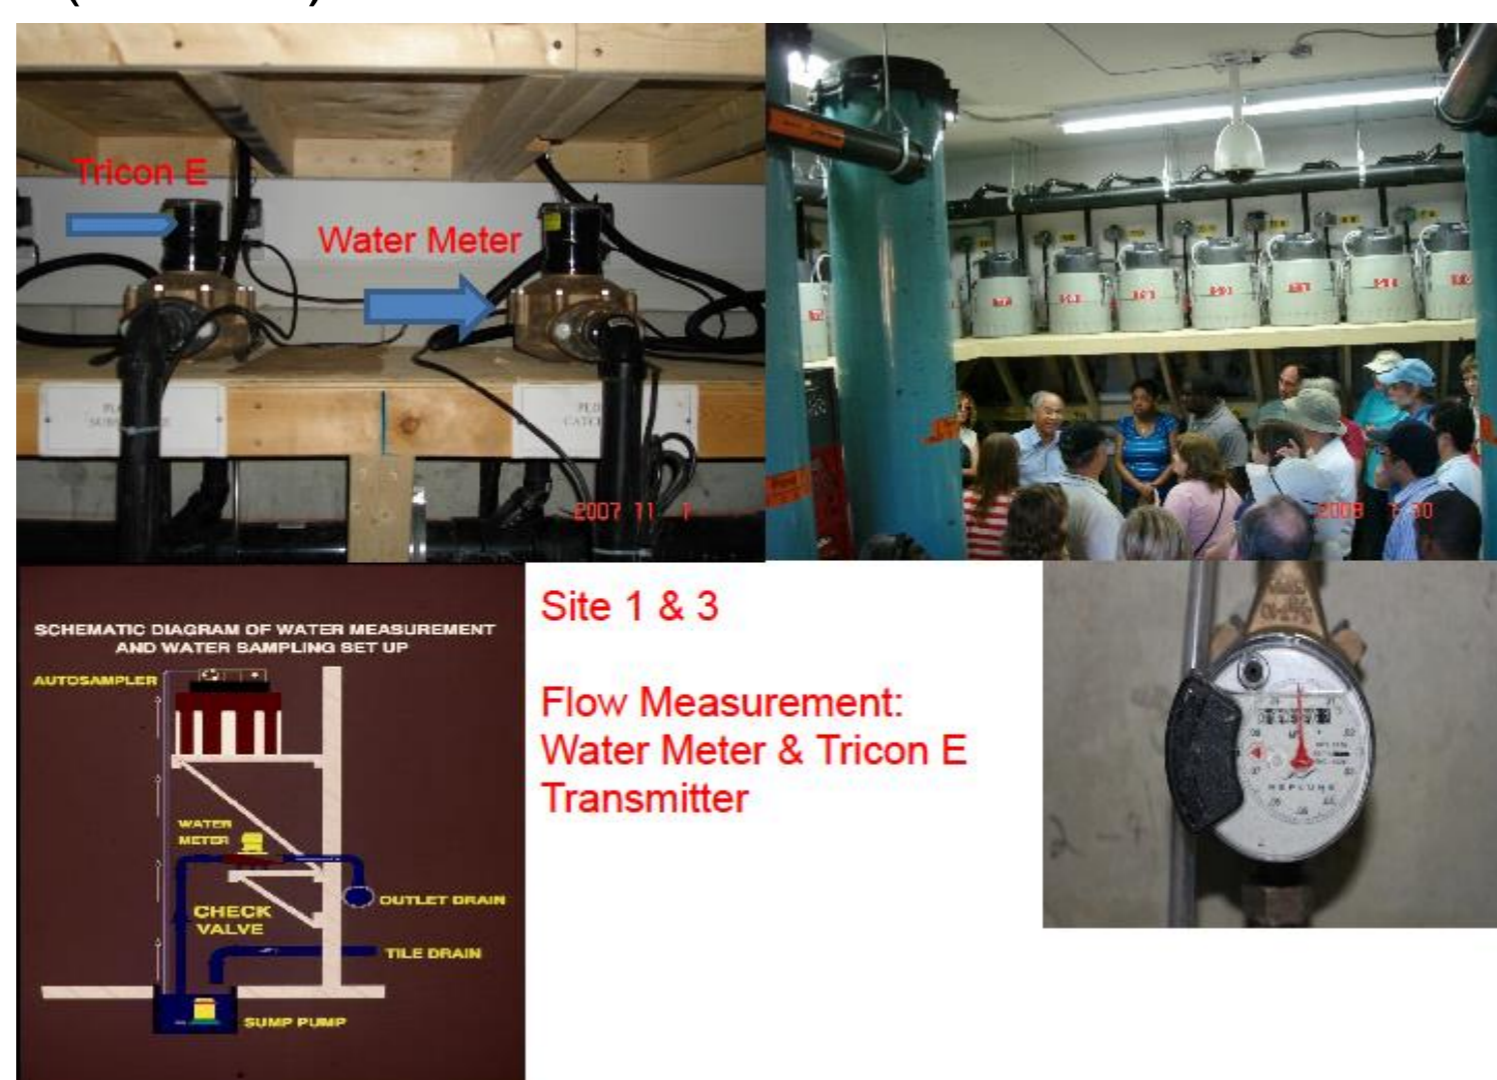 Tricon E
Water Meter
2007 11 1
2008
SCHEMATIC DIAGRAM OF WATER MEASUREMENT
AND WATER SAMPLING SET UP
AUTOSAMPLER
WATER
METER
CHECK
VALVE
OUTLET DRAIN
TILE DRAIN
SUMP PUMP
Site 1 & 3
Flow Measurement:
Water Meter & Tricon E
Transmitter
NEPTUNE